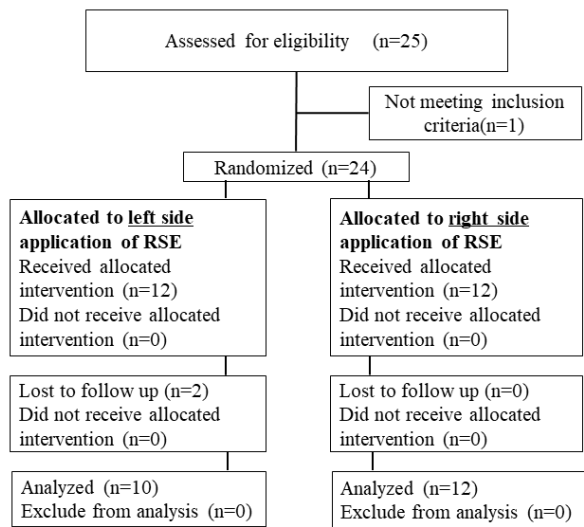 Assessed for eligibility (n=25)
Not meeting inclusion
criteria(n=1)
Randomized (n=24)
Allocated to left side
application of RSE
Received allocated
intervention (n=12)
Did not receive allocated
intervention (n=0)
Allocated to right side
application of RSE
Received allocated
intervention (n=12)
Did not receive allocated
intervention (n=0)
Lost to follow up (n=2)
Did not receive allocated
intervention (n=0)
Lost to follow up (n=0)
Did not receive allocated
intervention (n=0)
Analyzed (n=10)
Exclude from analysis (n=0)
Analyzed (n=12)
Exclude from analysis (n=0)